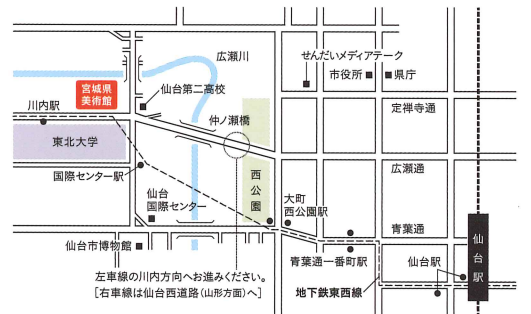 広瀬川
せんだいメディアテーク
市役所
県庁
宮城県
美術館
仙台第二高校
川内駅
定禅寺通
仲ノ瀬橋
東北大学
広瀬通
国際センター駅
西公園
仙台
国際センター
大町
西公園駅
青葉通
仙台市博物館
青葉通一番町駅
仙台駅
仙台駅
左車線の川内方向へお進みください。
[右車線は仙台西道路(山形方面)へ]
地下鉄東西線